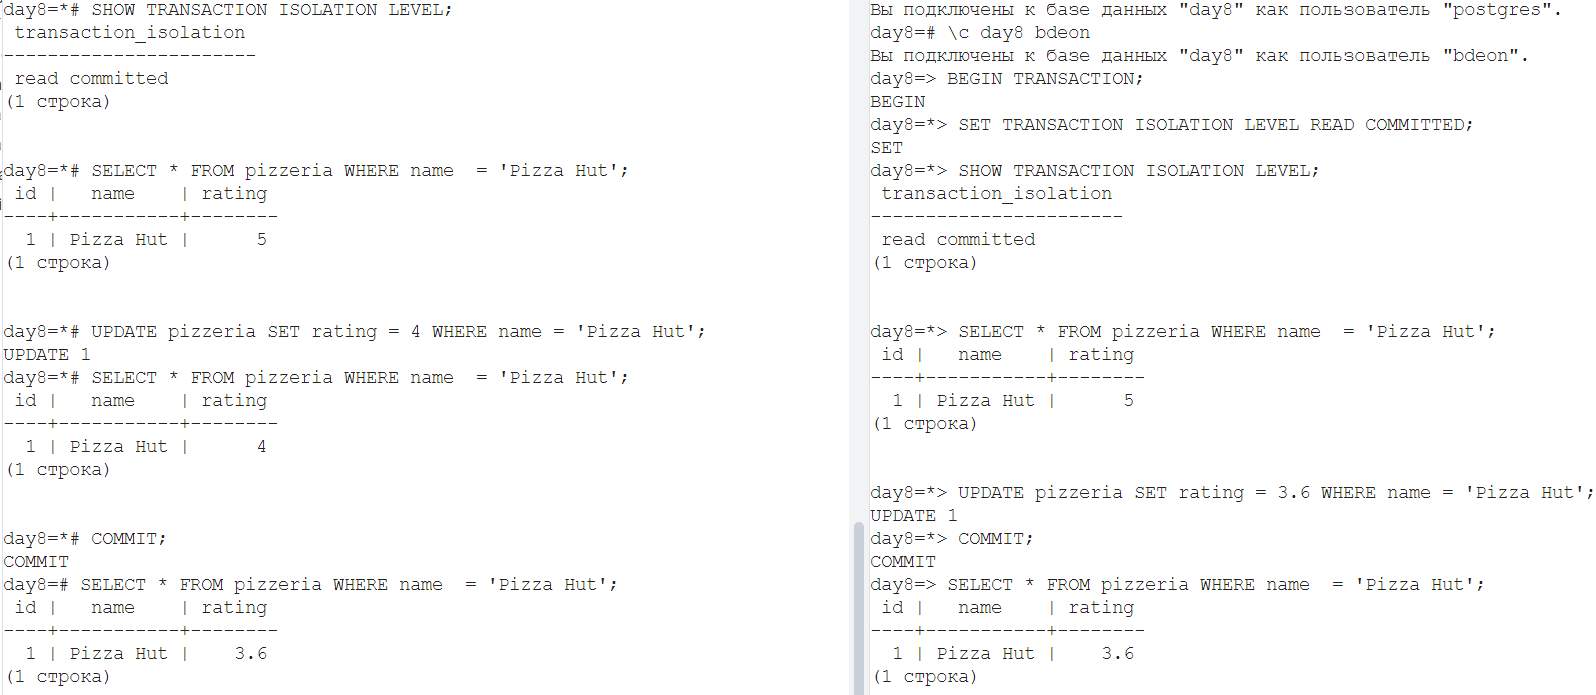 day8=*# SHOW TRANSACTION ISOLATION LEVEL;
 transaction_isolation
-----------------------
 read committed
(1 строка)
day8=*# SELECT * FROM pizzeria WHERE name  = 'Pizza Hut';
 id |   name    | rating
----+-----------+--------
  1 | Pizza Hut |      5
(1 строка)
day8=*# UPDATE pizzeria SET rating = 4 WHERE name = 'Pizza Hut';
UPDATE 1
day8=*# SELECT * FROM pizzeria WHERE name  = 'Pizza Hut';
 id |   name    | rating
----+-----------+--------
  1 | Pizza Hut |      4
(1 строка)
day8=*# COMMIT;
COMMIT
day8=# SELECT * FROM pizzeria WHERE name  = 'Pizza Hut';
 id |   name    | rating
----+-----------+--------
  1 | Pizza Hut |    3.6
(1 строка)
Вы подключены к базе данных "day8" как пользователь "postgres".
day8=# \c day8 bdeon
Вы подключены к базе данных "day8" как пользователь "bdeon".
day8=> BEGIN TRANSACTION;
BEGIN
day8=*> SET TRANSACTION ISOLATION LEVEL READ COMMITTED;
SET
day8=*> SHOW TRANSACTION ISOLATION LEVEL;
 transaction_isolation
-----------------------
 read committed
(1 строка)
day8=*> SELECT * FROM pizzeria WHERE name  = 'Pizza Hut';
 id |   name    | rating
----+-----------+--------
  1 | Pizza Hut |      5
(1 строка)
day8=*> UPDATE pizzeria SET rating = 3.6 WHERE name = 'Pizza Hut';
UPDATE 1
day8=*> COMMIT;
COMMIT
day8=> SELECT * FROM pizzeria WHERE name  = 'Pizza Hut';
 id |   name    | rating
----+-----------+--------
  1 | Pizza Hut |    3.6
(1 строка)